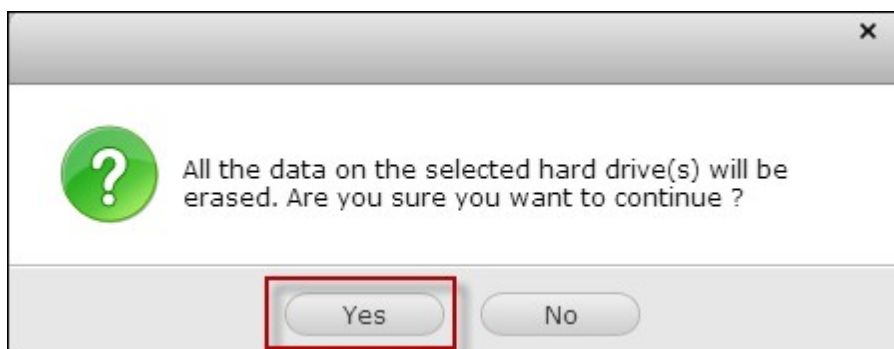 All the data on the selected hard drive(s) will be
erased. Are you sure you want to continue ?
Yes No